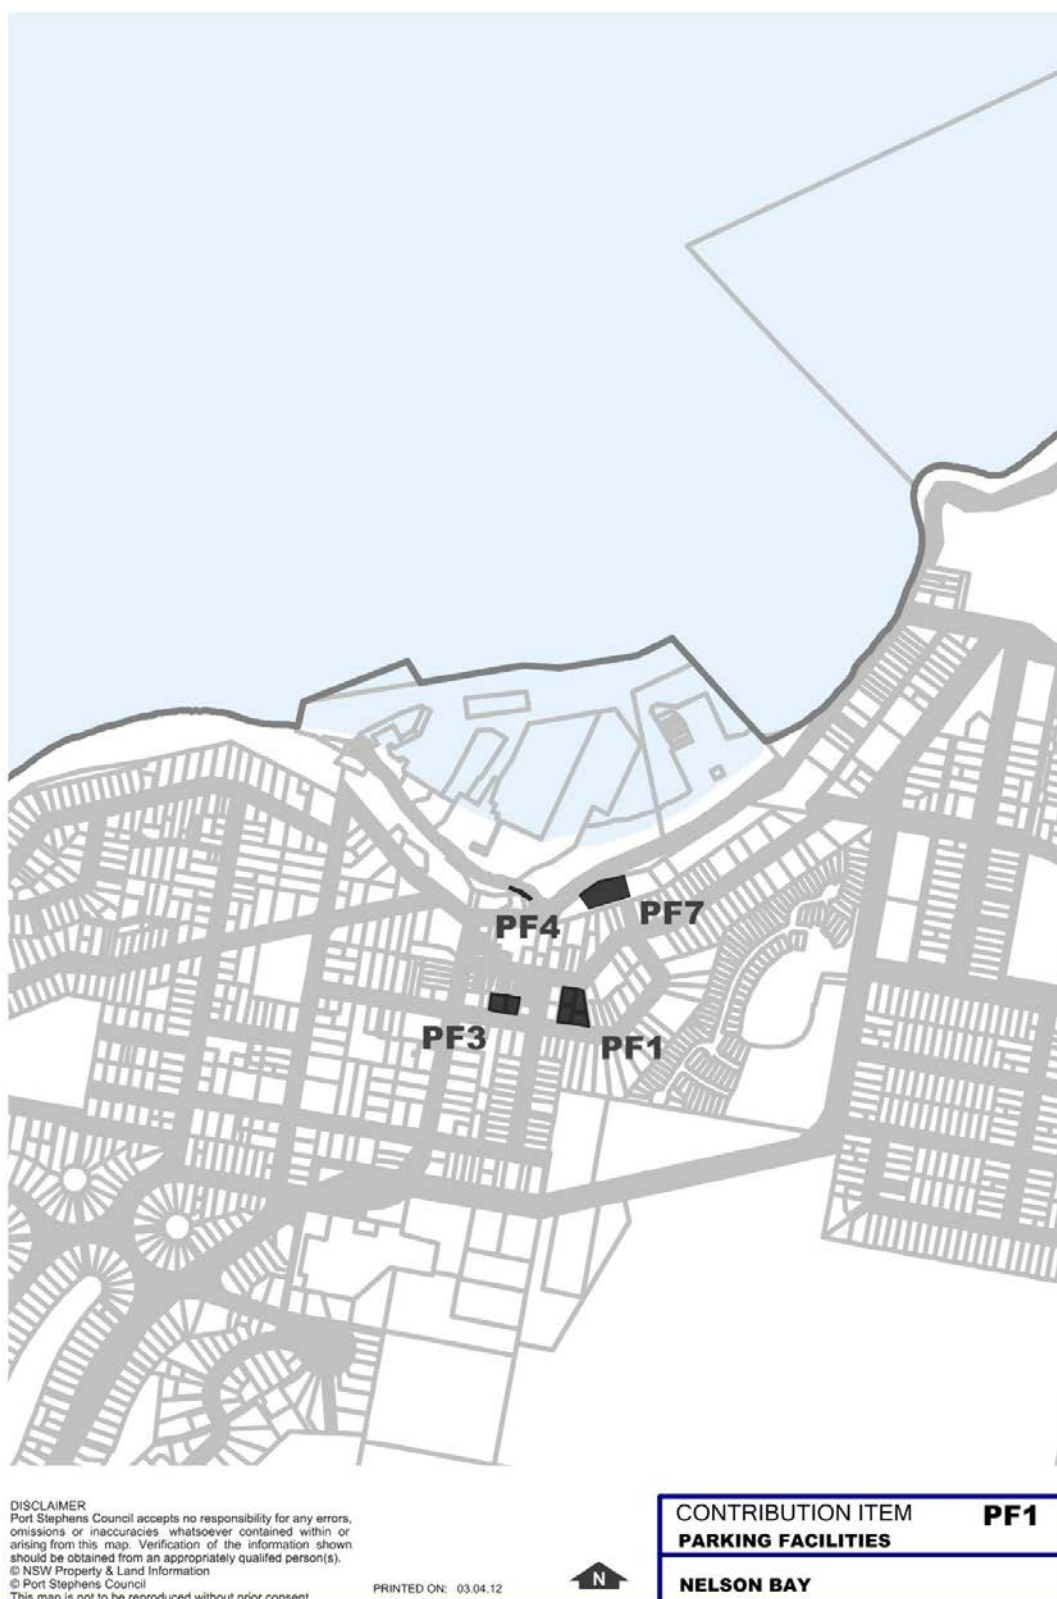 PF4
PF7
PF3
PF1
DISCLAIMER
Port Stephens Council accepts no responsibility for any errors,
omissions or inaccuracies whatsoever contained within or
arising from this map. Verification of the information shown
should be obtained from an appropriately qualifed person(s).
© NSW Property & Land Information
© Port Stephens Council
This map is not to be reproduced without prior consent
PRINTED ON: 03.04.12
N
CONTRIBUTION ITEM PF1
PARKING FACILITIES
NELSON BAY